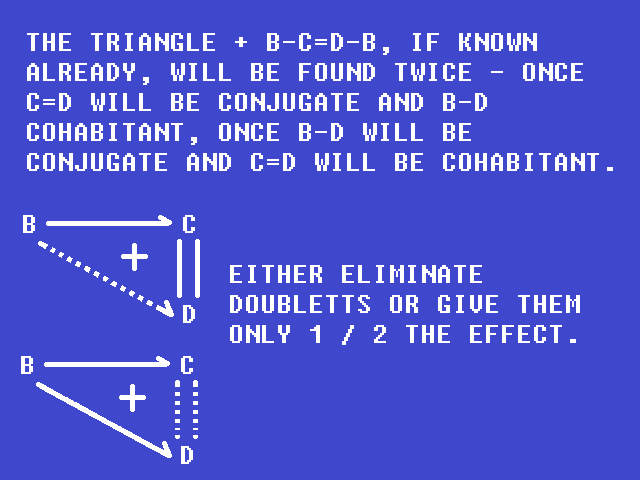 THE TRIANGLE + B-C=D-B, IF KNOWN
ALREADY, WILL BE FOUND TWICE - ONCE
C=D WILL BE CONJUGATE AND B-D
COHABITANT, ONCE B-D WILL BE
CONJUGATE AND C=D WILL BE COHABITANT.
B C
+
D
EITHER ELIMINATE
DOUBLETTS OR GIVE THEM
ONLY 1 / 2 THE EFFECT.
B C
+
D